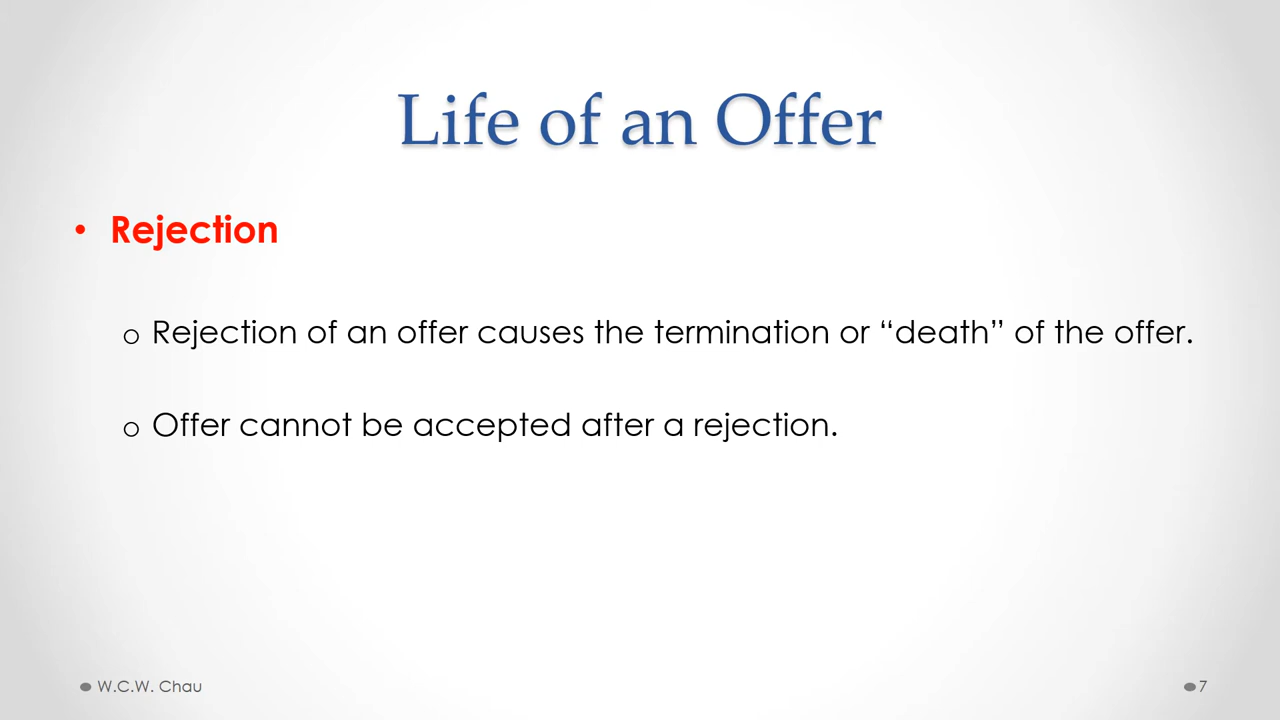 Life of an Offer
• Rejection
o Rejection of an offer causes the termination or “death” of the offer.
o Offer cannot be accepted after a rejection.
W.C.W. Chau
7